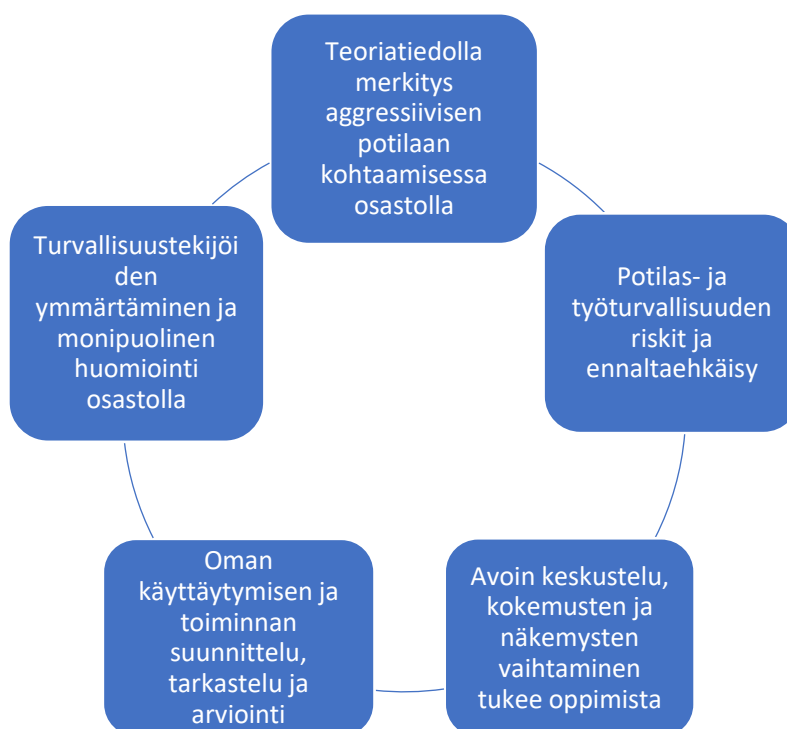 Teoriatiedolla
merkitys
aggressiivisen
potilaan
kohtaamisessa
osastolla
Potilas- ja
työturvallisuuden
riskit ja
ennaltaehkäisy
Avoin keskustelu,
kokemusten ja
näkemysten
vaihtaminen
tukee oppimista
Oman
käyttäytymisen ja
toiminnan
suunnittelu,
tarkastelu ja
arviointi
Turvallisuustekijöi
den
ymmärtäminen ja
monipuolinen
huomiointi
osastolla